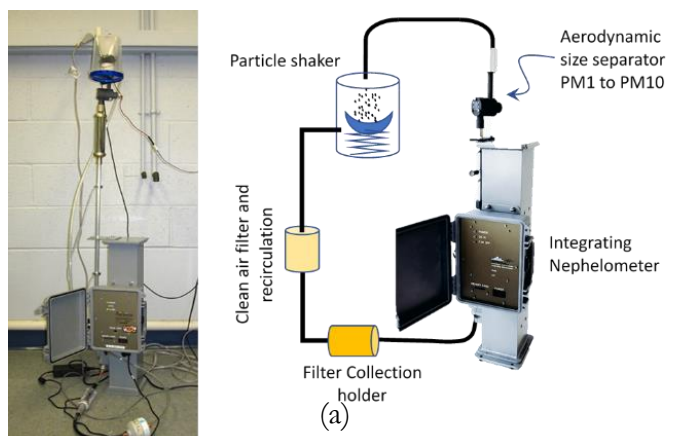 Particle shaker
Aerodynamic
size separator
PM1 to PM10
Clean air filter and
recirculation
Integrating
Nephelometer
Filter Collection
holder
(a)